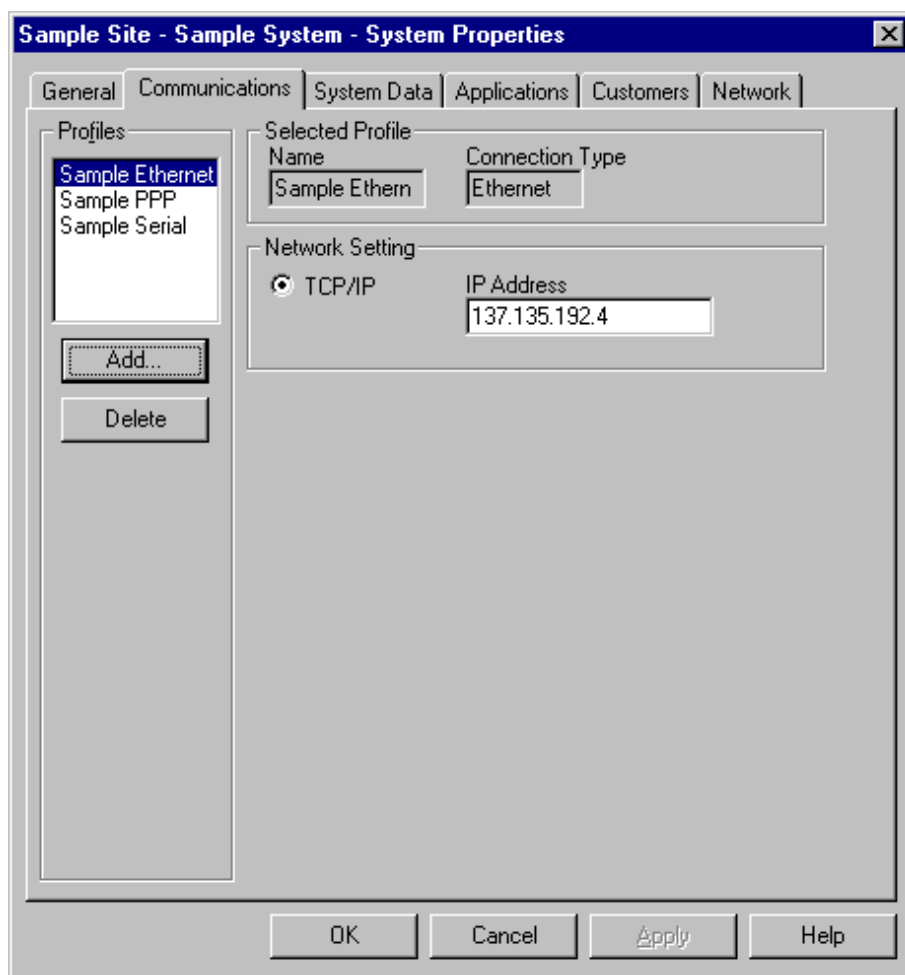 Sample Site - Sample System - System Properties
General Communications System Data Applications Customers Network
Profiles
Sample Ethernet
Sample PPP
Sample Serial
Add...
Delete
Selected Profile
Name Connection Type
Sample Ethern Ethernet
Network Setting
TCP/IP IP Address
137.135.192.4
OK Cancel Apply Help